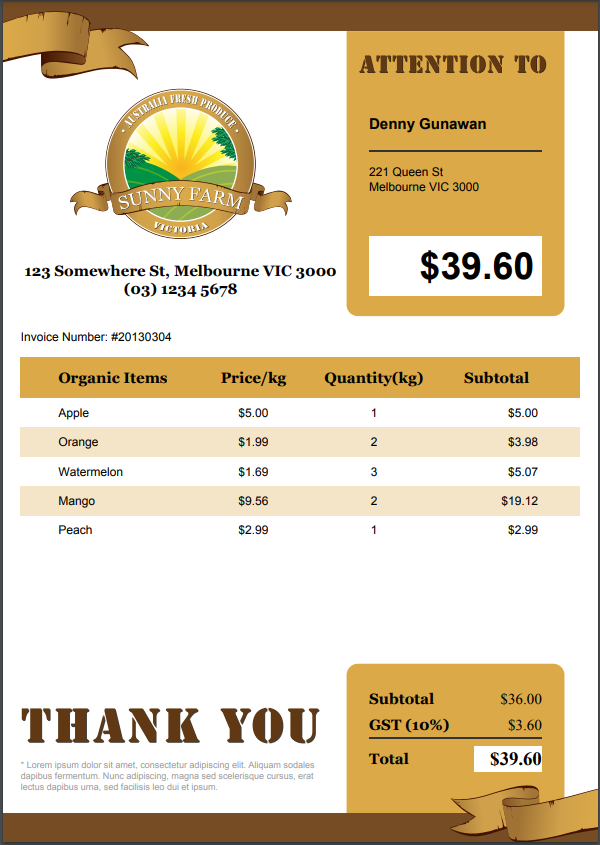 AUSTRALIA FRESH PRODUCE
SUNNY FARM
VICTORIA
123 Somewhere St, Melbourne VIC 3000
(03) 1234 5678
ATTENTION TO
Denny Gunawan
221 Queen St
Melbourne VIC 3000
$39.60
Invoice Number: #20130304
Organic Items Price/kg Quantity(kg) Subtotal
Apple $5.00 1 $5.00
Orange $1.99 2 $3.98
Watermelon $1.69 3 $5.07
Mango $9.56 2 $19.12
Peach $2.99 1 $2.99
Subtotal $36.00
GST (10%) $3.60
Total $39.60
THANK YOU
* Lorem ipsum dolor sit amet, consectetur adipiscing elit. Aliquam sodales
dapibus fermentum. Nunc adipiscing, magna sed scelerisque cursus, erat
lectus dapibus urna, sed facilisis leo dui et ipsum.